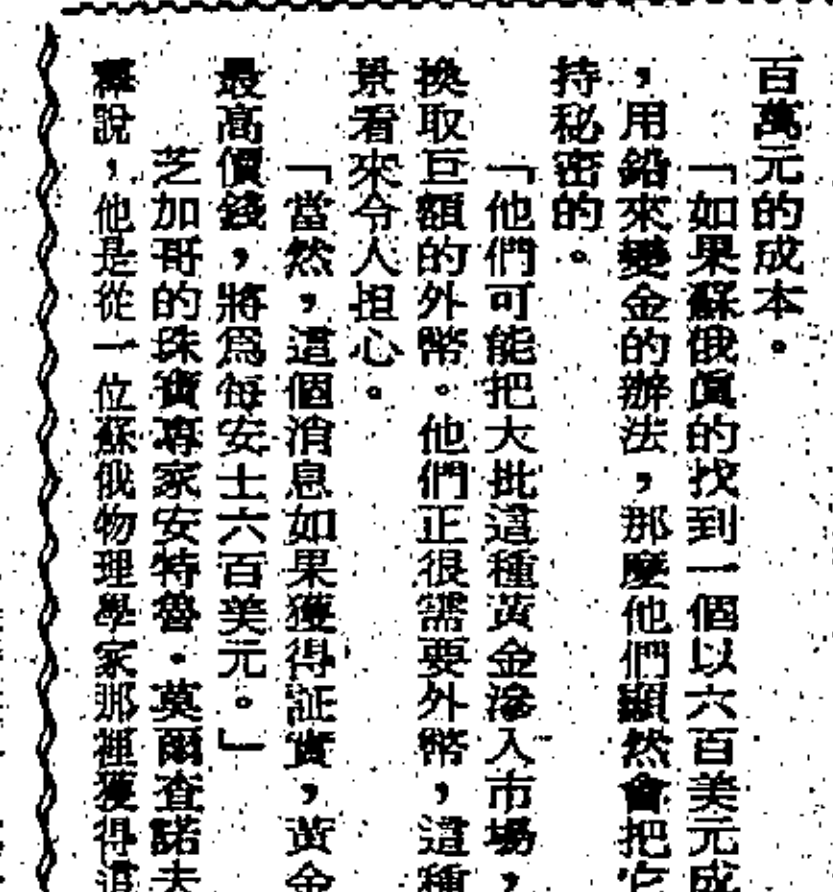 百萬元的成本。
「如果蘇俄眞的找到一個以六百美元成
，用鉛來變金的辦法，那麼他們顯然會把它
持秘密的。
「他們可能把大批這種黃金滲入市場，
換取巨額的外幣。他們正很需要外幣，這種
景看來令人担心。
「當然，這個消息如果獲得証實，黃金
最高價錢，將爲每安士六百美元。」
芝加哥的珠寶專家安特魯·莫爾查諾夫
釋說，他是從一位蘇俄物理學家那裡獲得這